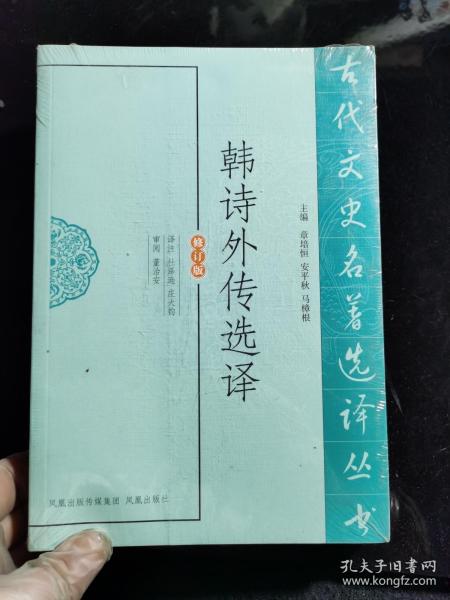 古代文史名著选译丛书
主编 章培恒 安平秋 马樟根
韩诗外传选译
修订版
译注 杜泽逊 庄大钧
审阅 董治安
凤凰出版传媒集团 凤凰出版社
孔夫子旧书网
www.kongfz.com